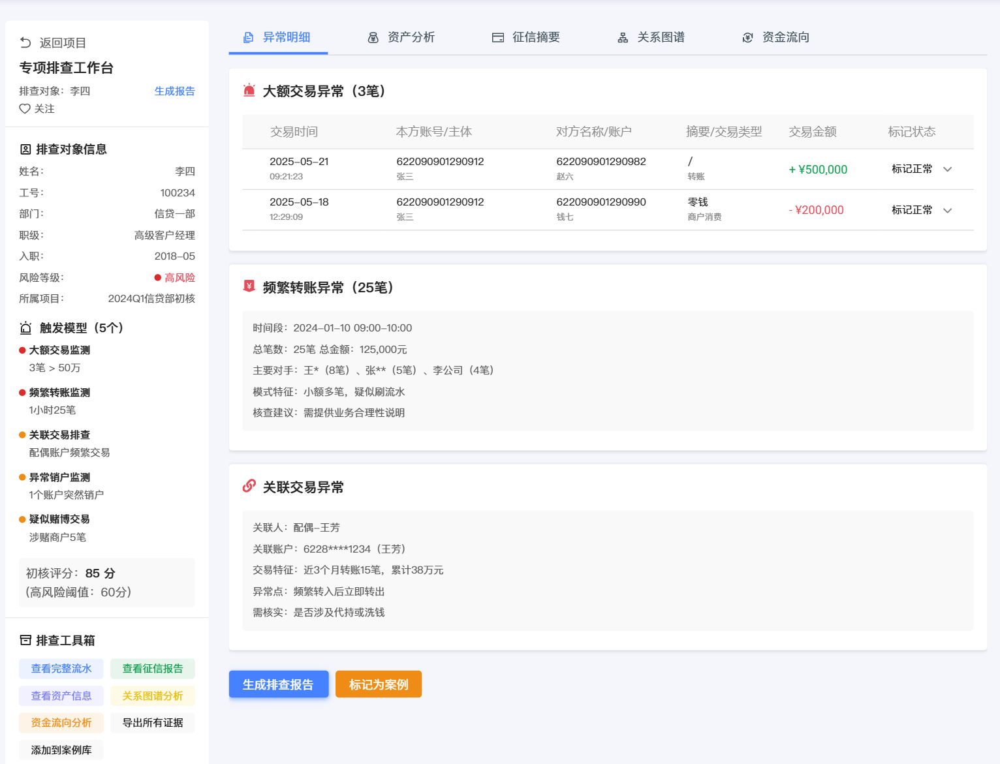 返回项目
专项排查工作台
排查对象：李四 生成报告
关注
排查对象信息
姓名： 李四
工号： 100234
部门： 信贷一部
职级： 高级客户经理
入职： 2018-05
风险等级： 高风险
所属项目： 2024Q1信贷部初核
触发模型（5个）
大额交易监测
3笔 > 50万
频繁转账监测
1小时25笔
关联交易排查
配偶账户频繁交易
异常销户监测
1个账户突然销户
疑似赌博交易
涉赌商户5笔
初核评分：85 分
(高风险阈值：60分)
排查工具箱
查看完整流水 查看征信报告
查看资产信息 关系图谱分析
资金流向分析 导出所有证据
添加到案例库
异常明细 资产分析 征信摘要 关系图谱 资金流向
大额交易异常（3笔）
交易时间 本方账号/主体 对方名称/账户 摘要/交易类型 交易金额 标记状态
2025-05-21 622090901290912 622090901290982 / + ¥500,000 标记正常
09:21:23 张三 赵六 转账
2025-05-18 622090901290912 622090901290990 零钱 - ¥200,000 标记正常
12:29:09 张三 钱七 商户消费
频繁转账异常（25笔）
时间段：2024-01-10 09:00-10:00
总笔数：25笔 总金额：125,000元
主要对手：王*（8笔）、张**（5笔）、李公司（4笔）
模式特征：小额多笔，疑似刷流水
核查建议：需提供业务合理性说明
关联交易异常
关联人：配偶-王芳
关联账户：6228****1234（王芳）
交易特征：近3个月转账15笔，累计38万元
异常点：频繁转入后立即转出
需核实：是否涉及代持或洗钱
生成排查报告 标记为案例